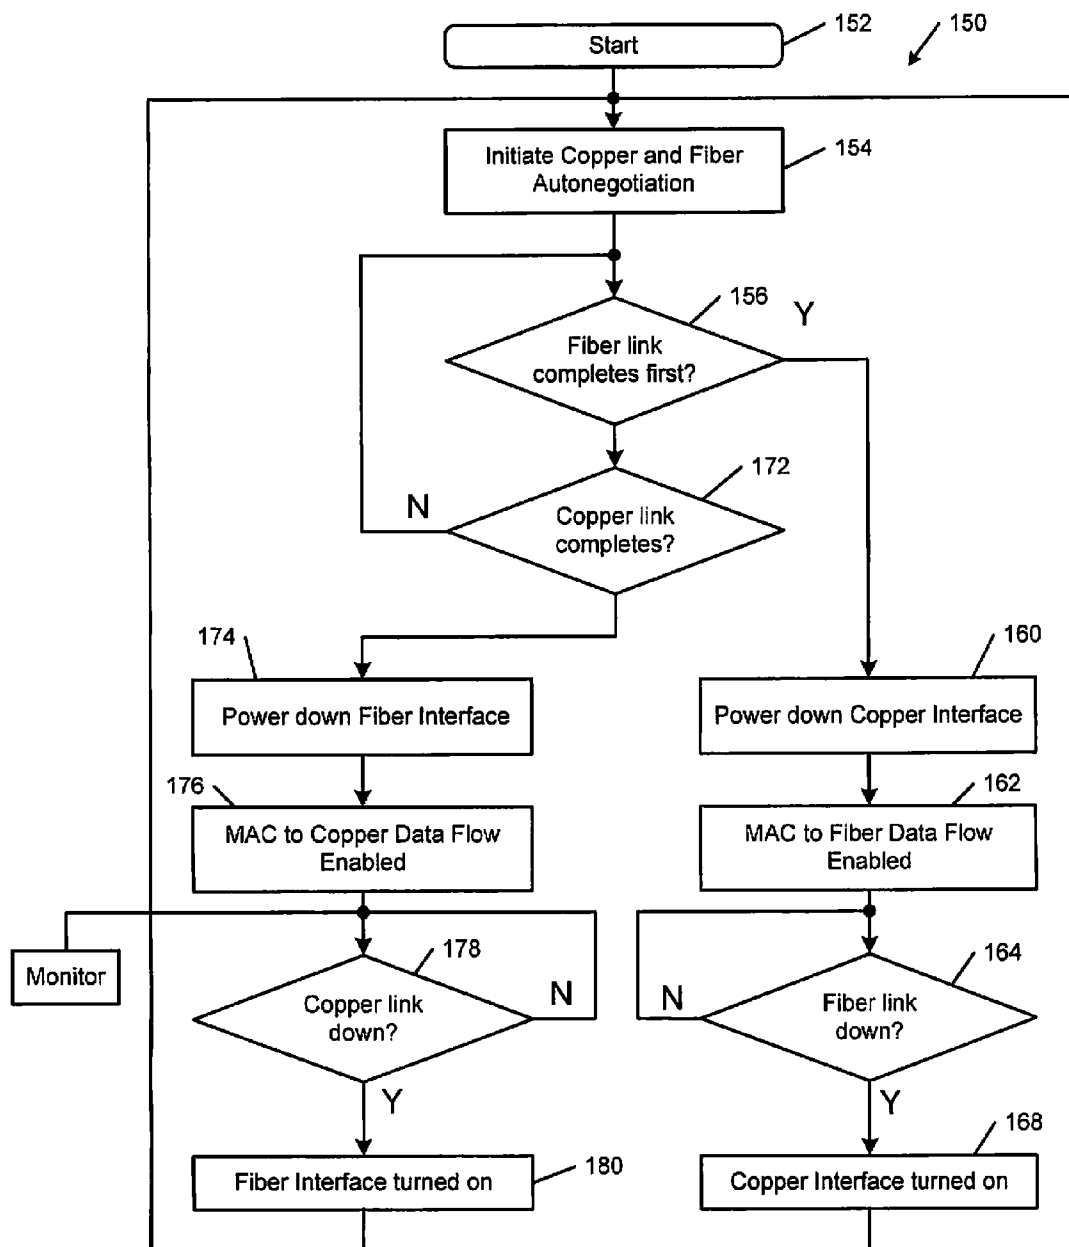 152
Start
150
Initiate Copper and Fiber
Autonegotiation
154
156
Y
Fiber link
completes first?
172
N
Copper link
completes?
174
160
Power down Fiber Interface
Power down Copper Interface
176
162
MAC to Copper Data Flow
Enabled
MAC to Fiber Data Flow
Enabled
178
164
Monitor
Copper link
down?
N
N
Fiber link
down?
Y
Y
168
Fiber Interface turned on
180
Copper Interface turned on